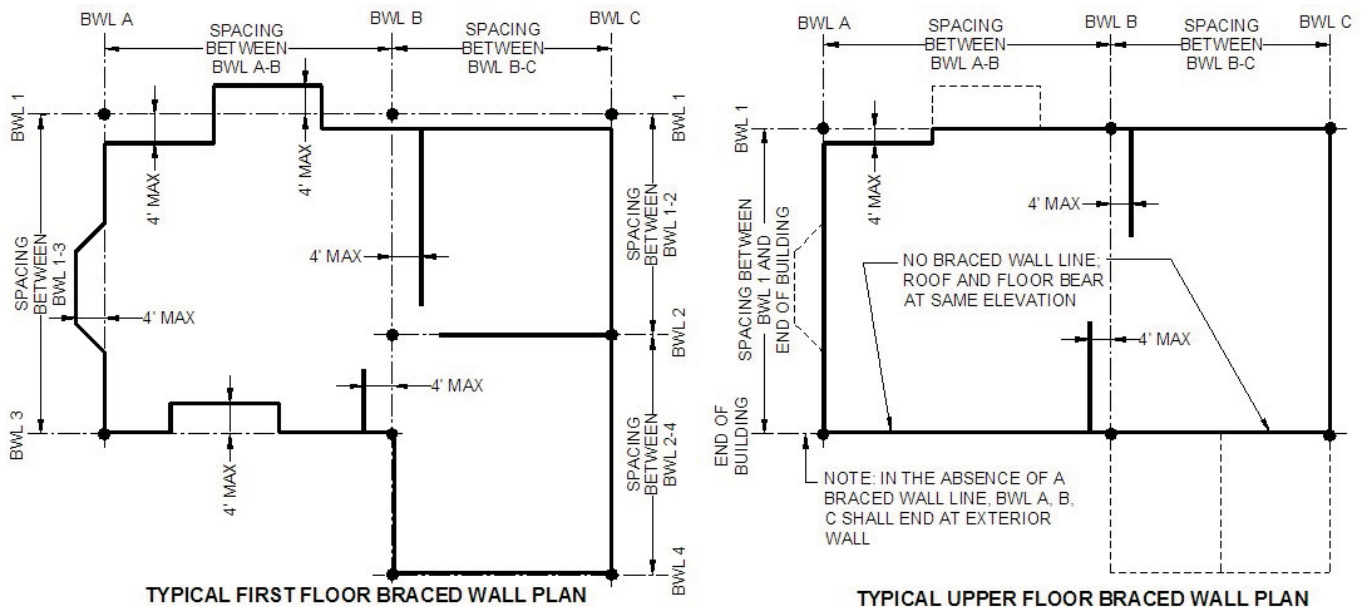 BWL A
BWL B
BWL C
SPACING
BETWEEN
BWL A-B
SPACING
BETWEEN
BWL B-C
BWL 1
BWL 1
4' MAX
4' MAX
SPACING
BETWEEN
BWL 1-3
4' MAX
4' MAX
SPACING
BETWEEN
BWL 1-2
BWL 2
4' MAX
BWL 3
4' MAX
SPACING
BETWEEN
BWL 2-4
BWL 4
TYPICAL FIRST FLOOR BRACED WALL PLAN
BWL A
BWL B
BWL C
SPACING
BETWEEN
BWL A-B
SPACING
BETWEEN
BWL B-C
BWL 1
4' MAX
4' MAX
SPACING BETWEEN
BWL 1 AND
END OF BUILDING
NO BRACED WALL LINE;
ROOF AND FLOOR BEAR
AT SAME ELEVATION
4' MAX
END OF
BUILDING
NOTE: IN THE ABSENCE OF A
BRACED WALL LINE, BWL A, B,
C SHALL END AT EXTERIOR
WALL
TYPICAL UPPER FLOOR BRACED WALL PLAN